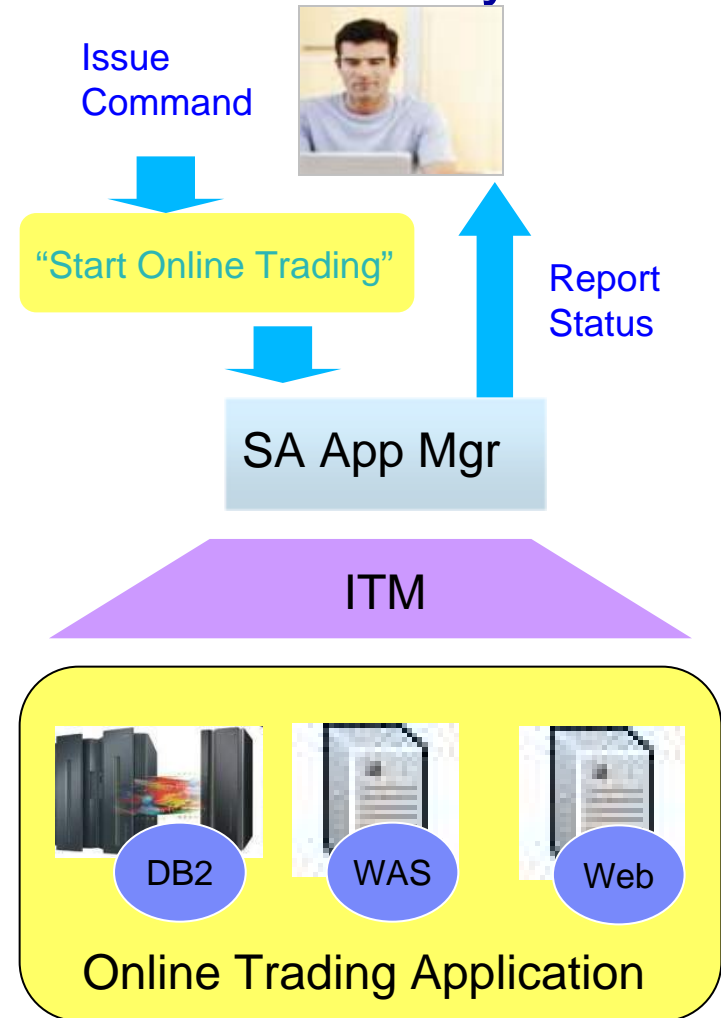 Issue
Command
“Start Online Trading”
Report
Status
SA App Mgr
ITM
DB2
WAS
Web
Online Trading Application